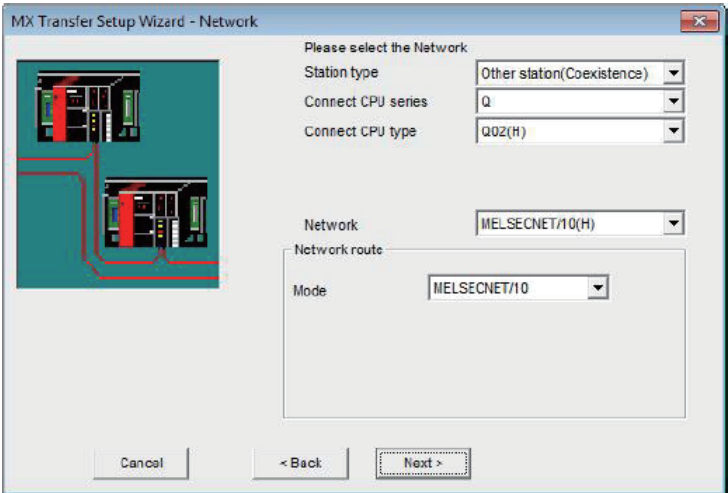 MX Transfer Setup Wizard - Network
Please select the Network
Station type Other station(Coexistence)
Connect CPU series Q
Connect CPU type Q02(H)
Network MELSECNET/10(H)
Network route
Mode MELSECNET/10
Cancel < Back Next >